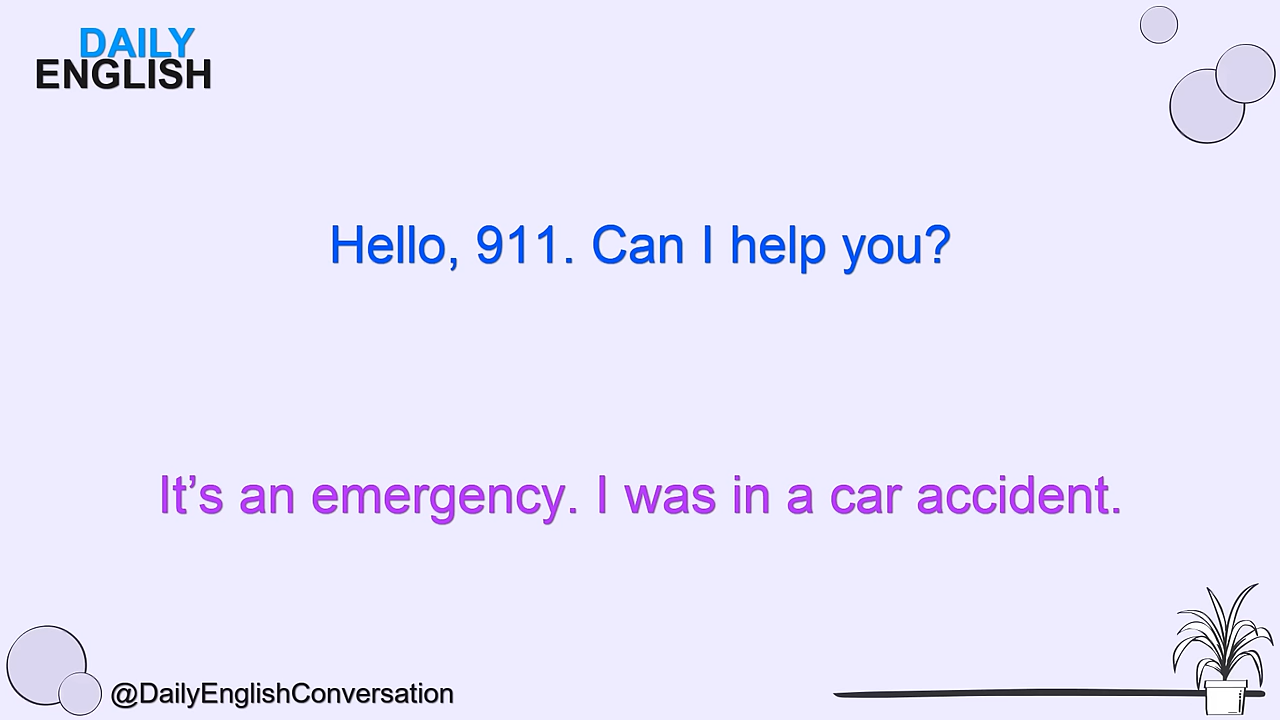 DAILY
ENGLISH
Hello, 911. Can I help you?
It’s an emergency. I was in a car accident.
@DailyEnglishConversation